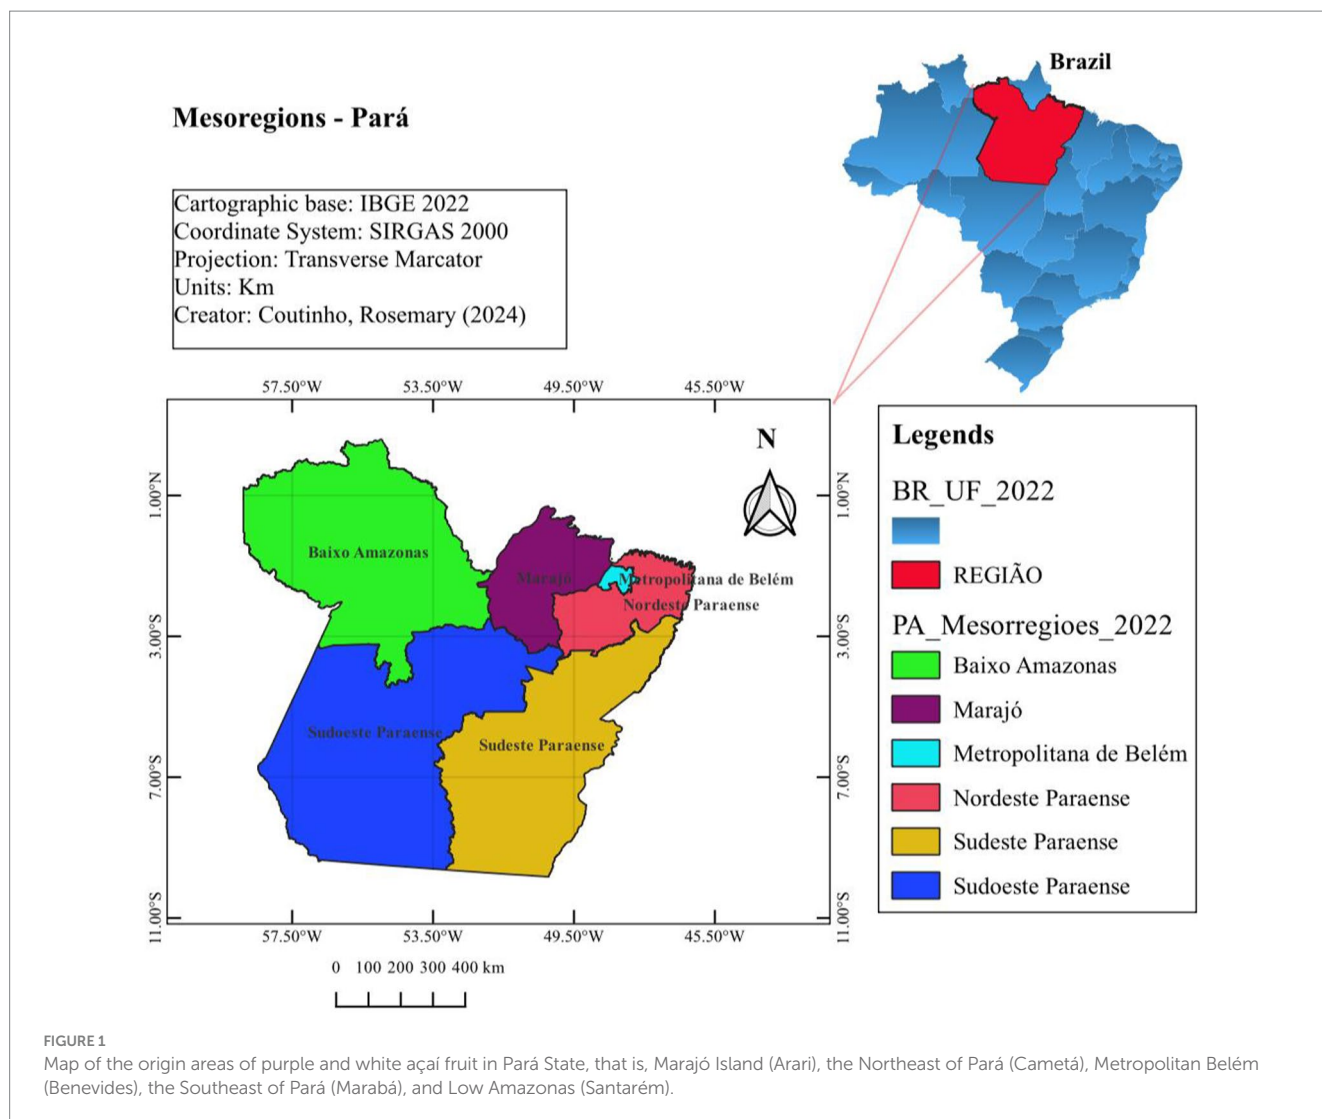 Brazil
Mesoregions - Pará
Cartographic base: IBGE 2022
Coordinate System: SIRGAS 2000
Projection: Transverse Marcator
Units: Km
Creator: Coutinho, Rosemary (2024)
57.50°W 53.50°W 49.50°W 45.50°W
N
1.00°N 1.00°N
3.00°S 3.00°S
7.00°S 7.00°S
11.00°S 11.00°S
Baixo Amazonas
Marajó
Metropolitana de Belém
Nordeste Paraense
Sudoeste Paraense
Sudeste Paraense
57.50°W 53.50°W 49.50°W 45.50°W
0 100 200 300 400 km
Legends
BR_UF_2022
REGIÃO
PA_Mesorregioes_2022
Baixo Amazonas
Marajó
Metropolitana de Belém
Nordeste Paraense
Sudeste Paraense
Sudoeste Paraense
FIGURE 1
Map of the origin areas of purple and white açaí fruit in Pará State, that is, Marajó Island (Arari), the Northeast of Pará (Cametá), Metropolitan Belém
(Benevides), the Southeast of Pará (Marabá), and Low Amazonas (Santarém).